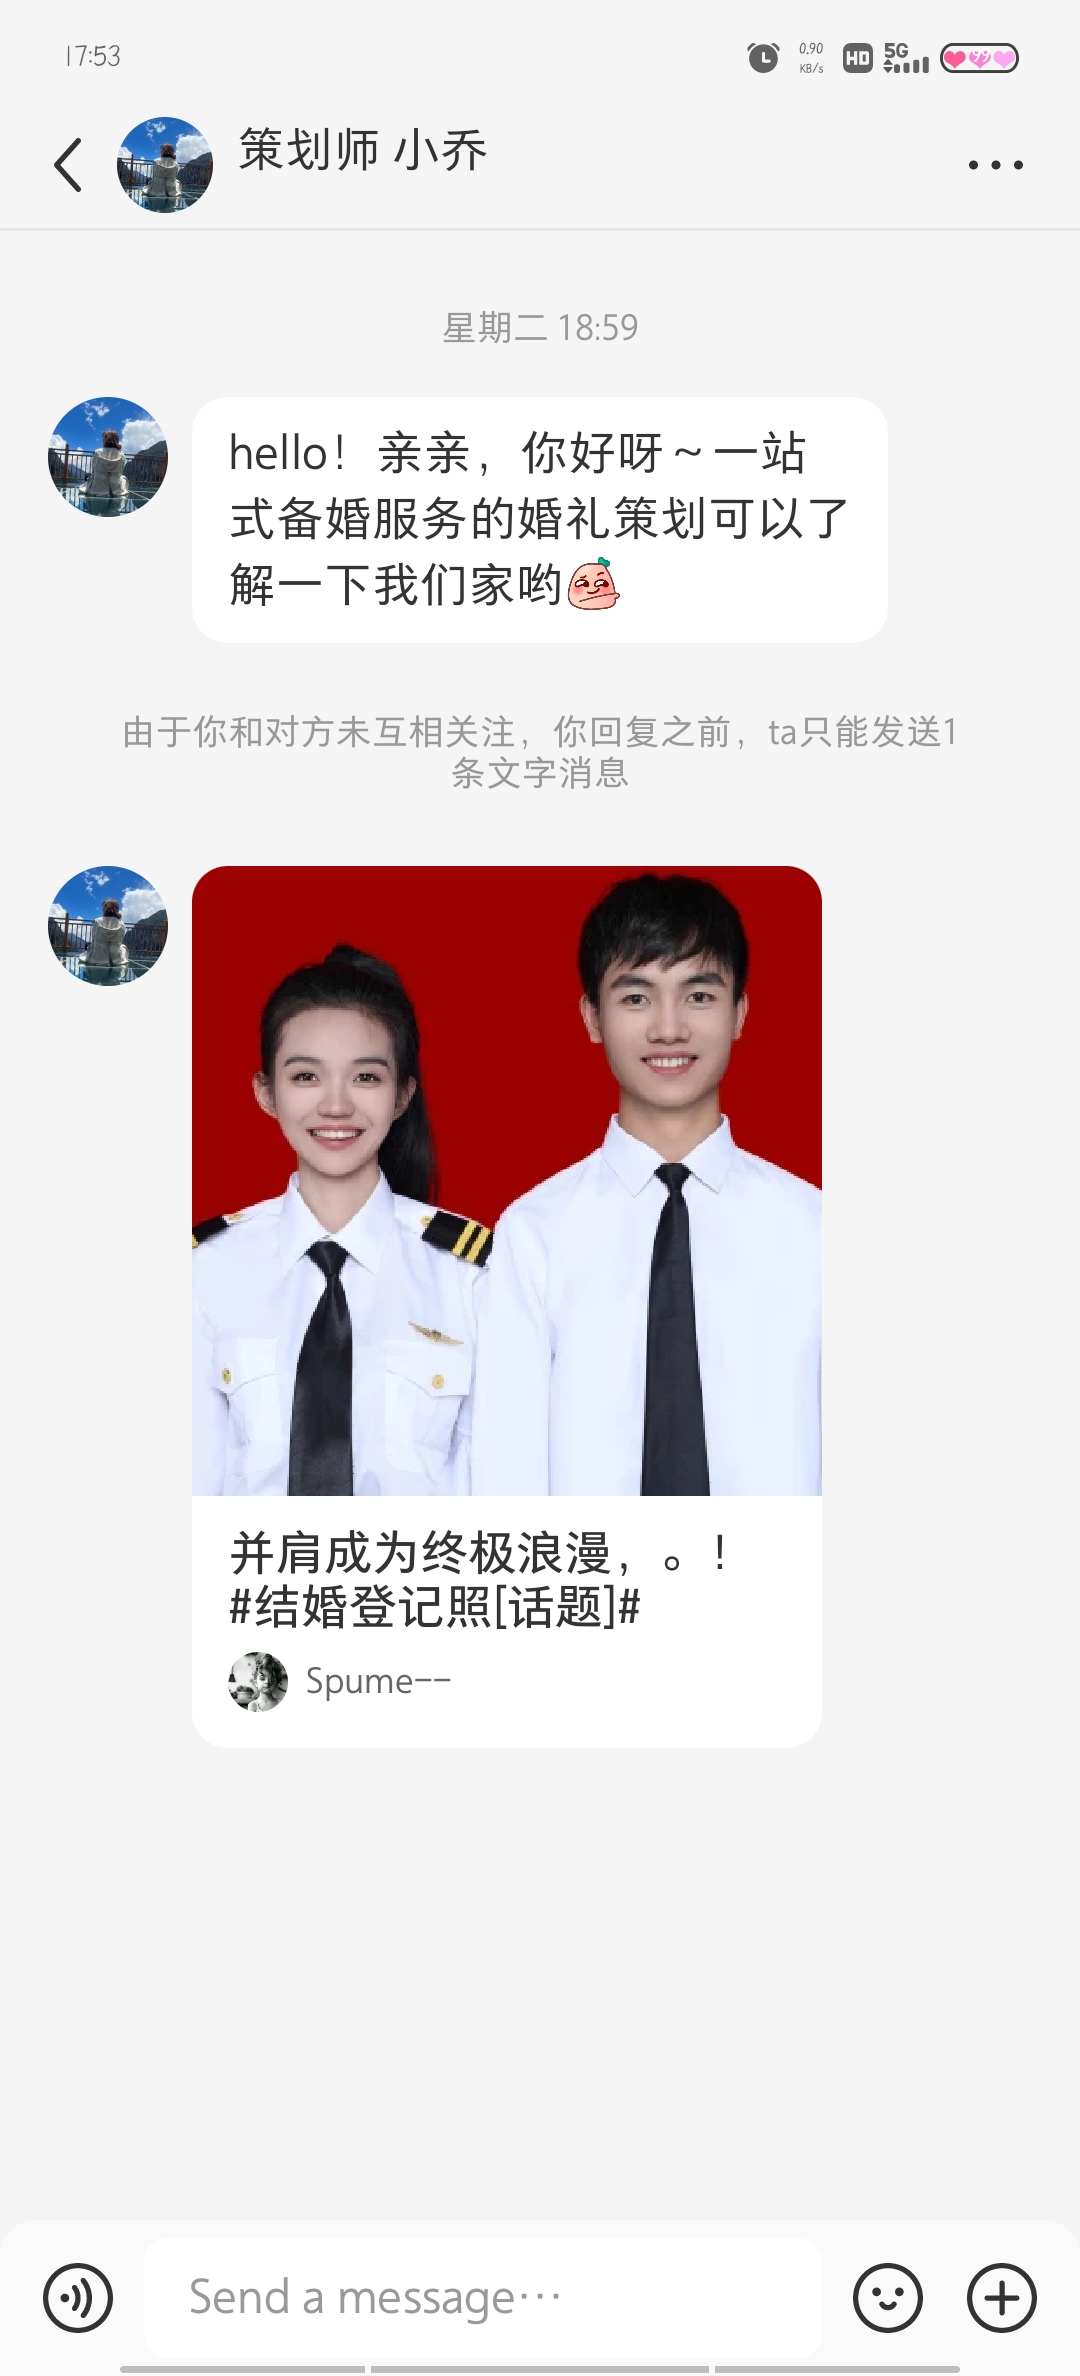 17:53
0.90
KB/s
HD
5G
99
策划师 小乔
星期二 18:59
hello！亲亲，你好呀～一站
式备婚服务的婚礼策划可以了
解一下我们家哟
由于你和对方未互相关注，你回复之前，ta只能发送1
条文字消息
并肩成为终极浪漫，。！
#结婚登记照[话题]#
Spume--
Send a message···